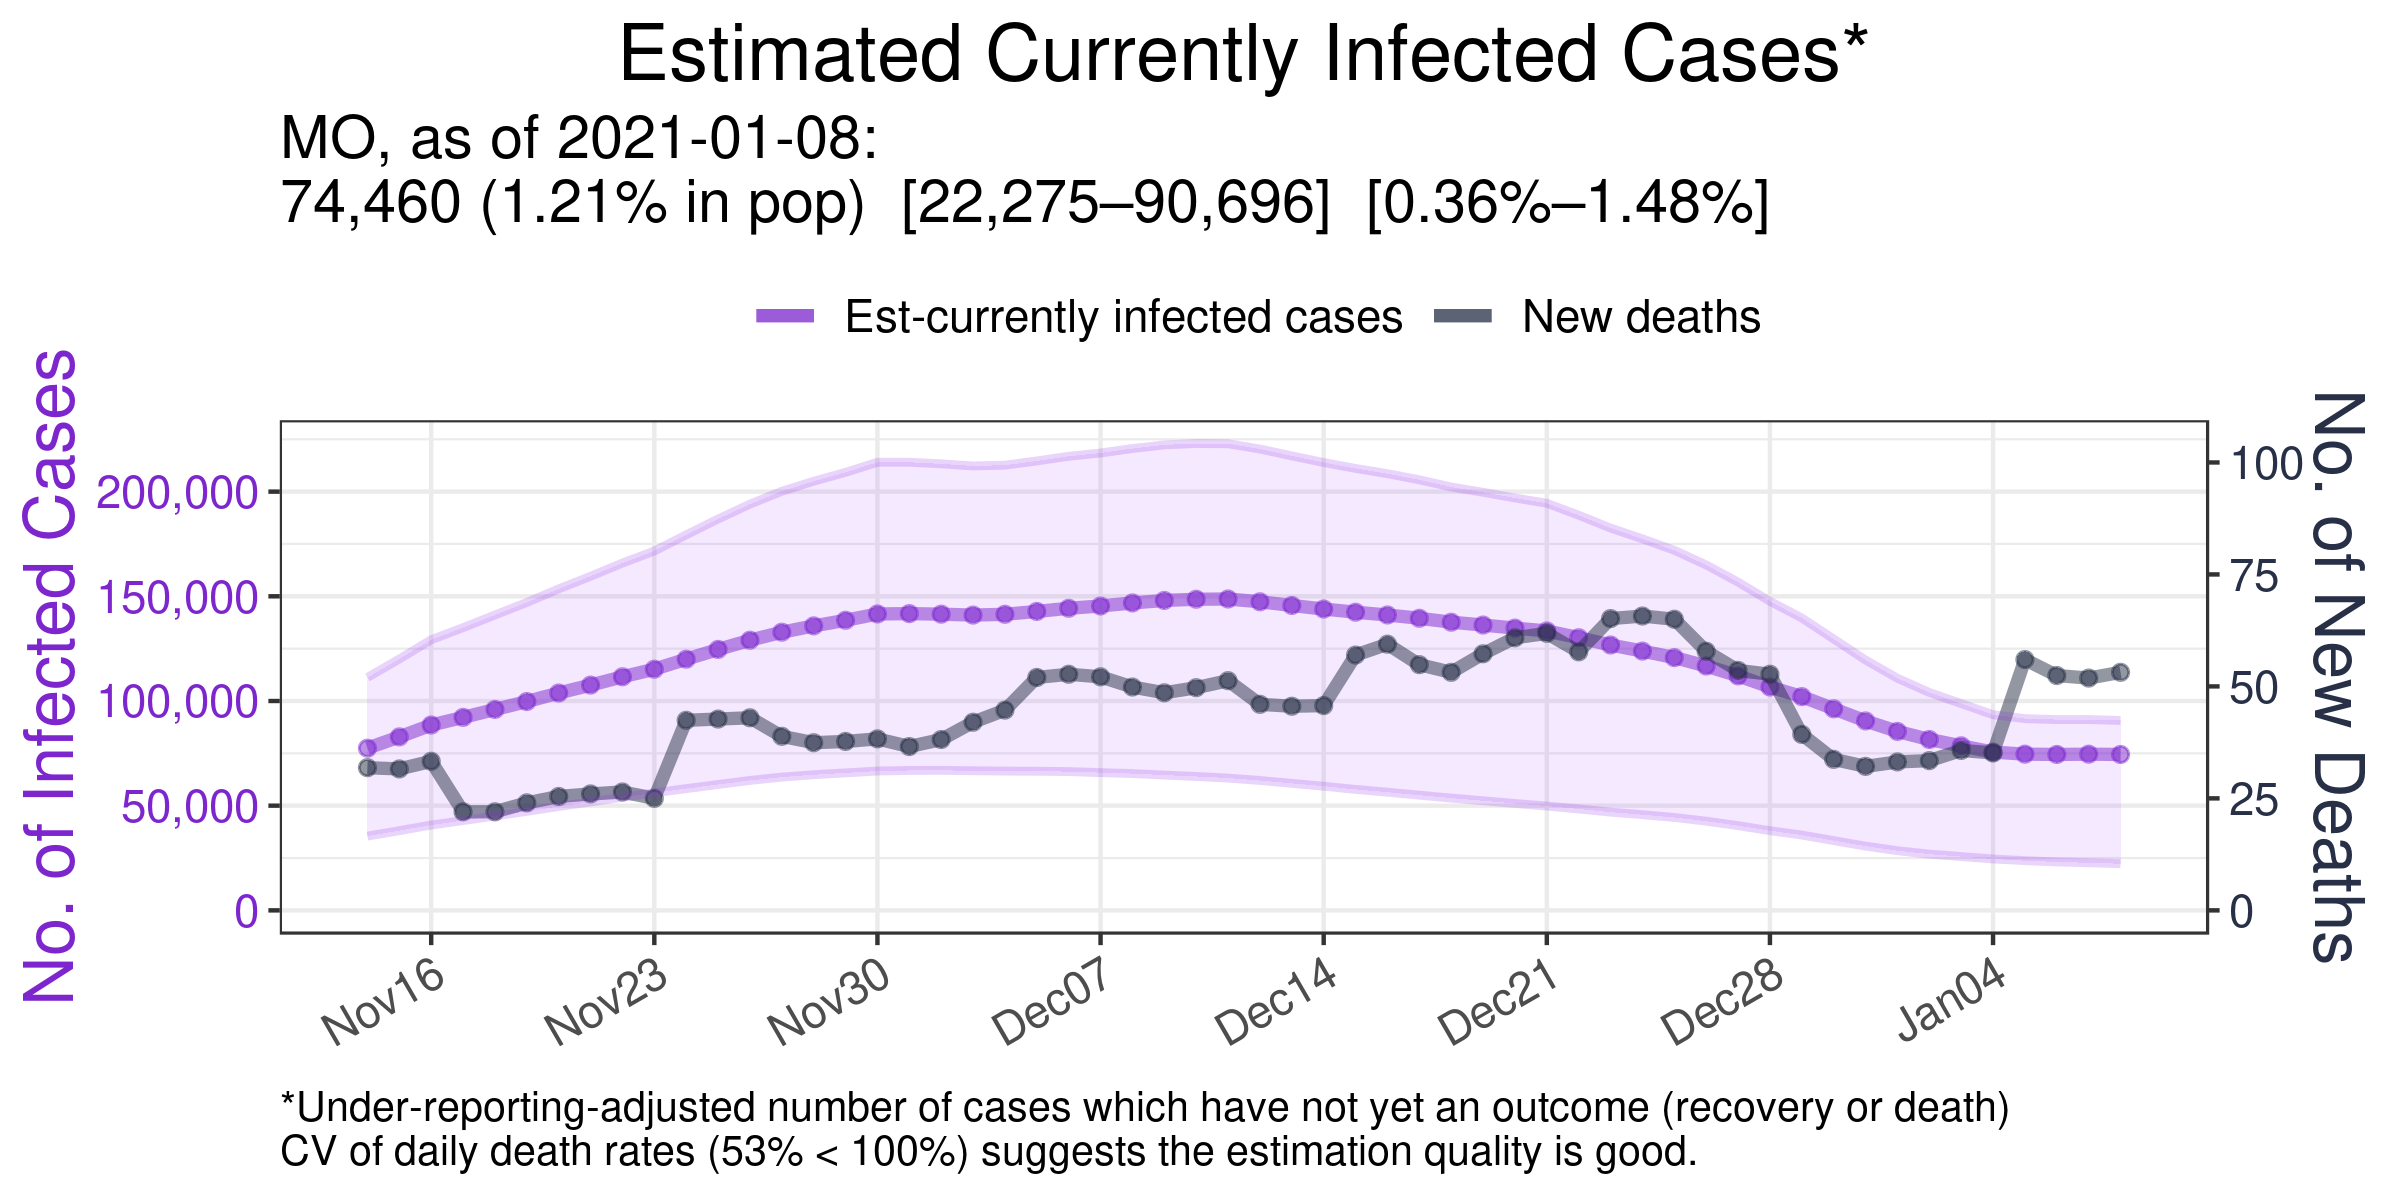 Estimated Currently Infected Cases*
MO, as of 2021-01-08:
74,460 (1.21% in pop)  [22,275–90,696]  [0.36%–1.48%]
Est-currently infected cases
New deaths
No. of Infected Cases
200,000
150,000
100,000
50,000
0
100
75
50
25
0
No. of New Deaths
Nov16
Nov23
Nov30
Dec07
Dec14
Dec21
Dec28
Jan04
*Under-reporting-adjusted number of cases which have not yet an outcome (recovery or death)
CV of daily death rates (53% < 100%) suggests the estimation quality is good.